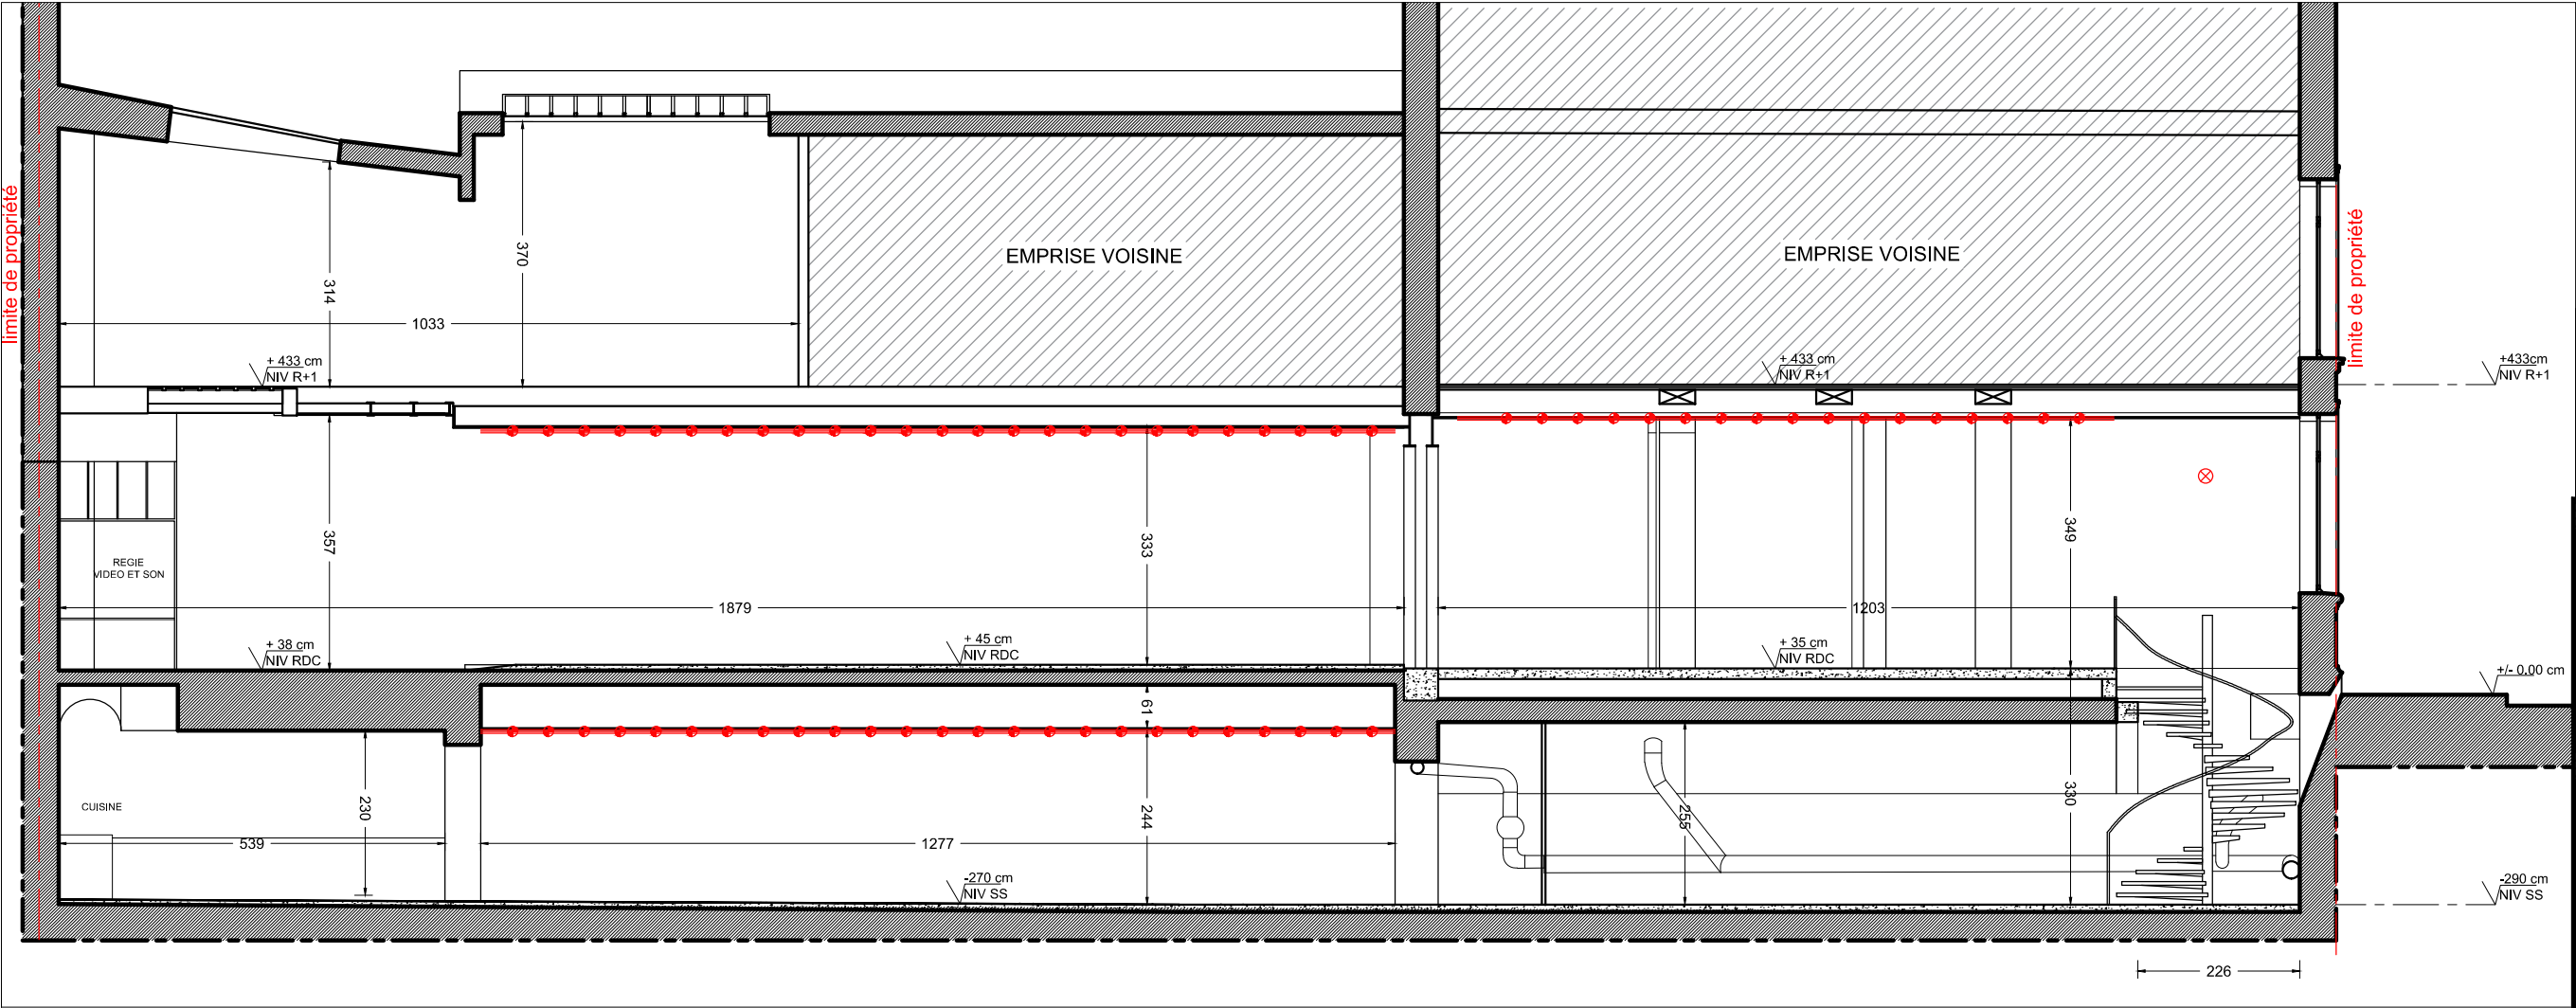 limite de propriété
370
EMPRISE VOISINE
EMPRISE VOISINE
limite de propriété
314
1033
+ 433 cm
NIV R+1
+ 433 cm
NIV R+1
+433cm
NIV R+1
357
333
349
REGIE
VIDEO ET SON
1879
1203
+ 38 cm
NIV RDC
+ 45 cm
NIV RDC
+ 35 cm
NIV RDC
+/- 0,00 cm
61
CUISINE
230
244
255
330
539
1277
-270 cm
NIV SS
-290 cm
NIV SS
226